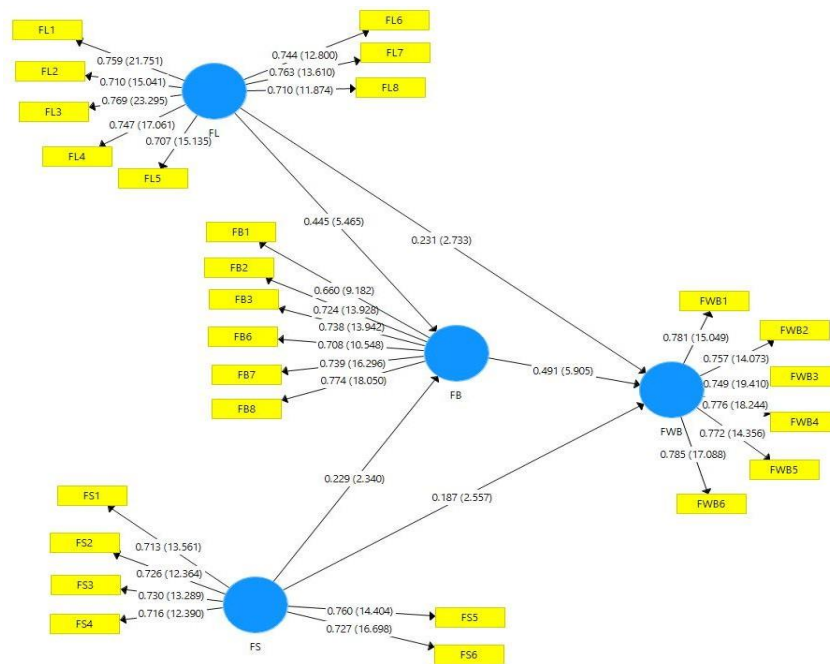 FL1
FL2
FL3
FL4
FL5
FL6
FL7
FL8
0.759 (21.751)
0.710 (15.041)
0.769 (23.295)
0.747 (17.061)
0.707 (15.135)
0.744 (12.800)
0.763 (13.610)
0.710 (11.874)
FL
0.445 (5.465)
0.231 (2.733)
FB1
FB2
FB3
FB6
FB7
FB8
0.660 (9.182)
0.724 (13.928)
0.738 (13.942)
0.708 (10.548)
0.739 (16.296)
0.774 (18.050)
FB
0.491 (5.905)
FWB1
FWB2
FWB3
FWB4
FWB5
FWB6
0.781 (15.049)
0.757 (14.073)
0.749 (19.410)
0.776 (18.244)
0.772 (14.356)
0.785 (17.088)
FWB
0.229 (2.340)
0.187 (2.557)
FS1
FS2
FS3
FS4
FS5
FS6
0.713 (13.561)
0.726 (12.364)
0.730 (13.289)
0.716 (12.390)
0.760 (14.404)
0.727 (16.698)
FS